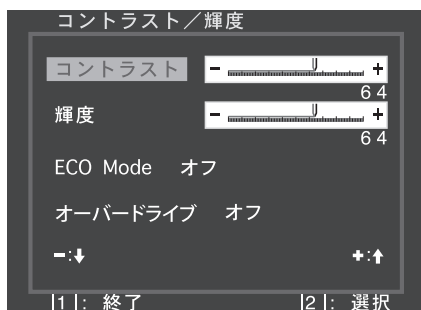 コントラスト／輝度
コントラスト - +
64
輝度 - +
64
ECO Mode オフ
オーバードライブ オフ
-:↓ +:↑
|1|: 終了 |2|: 選択